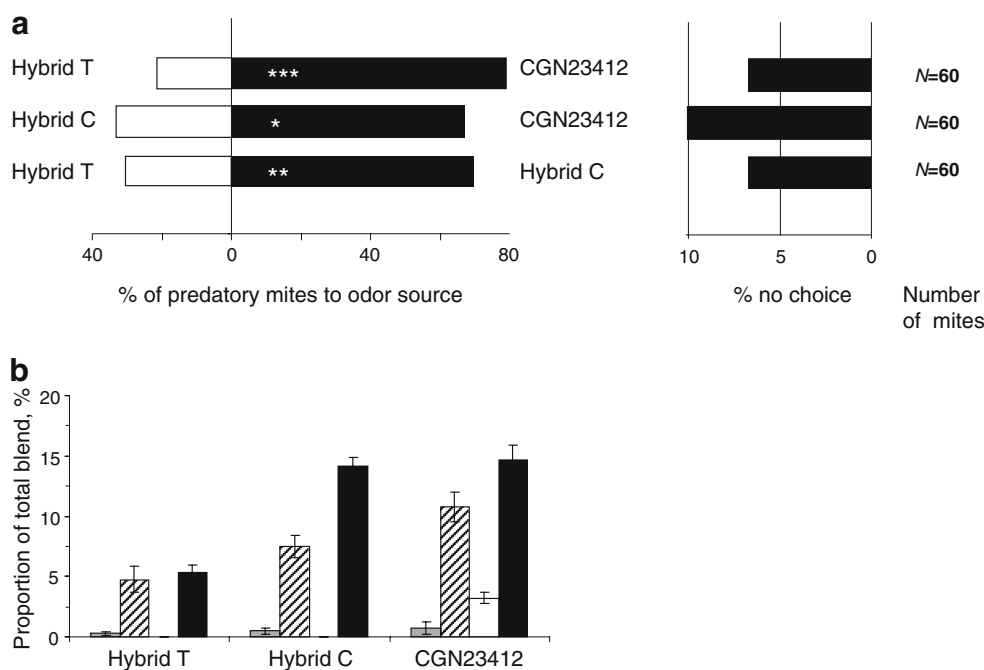 a
Hybrid T *** CGN23412 N=60
Hybrid C * CGN23412 N=60
Hybrid T ** Hybrid C N=60
40 0 40 80 10 5 0
% of predatory mites to odor source % no choice Number
of mites
b
Proportion of total blend, %
20
15
10
5
0
Hybrid T Hybrid C CGN23412